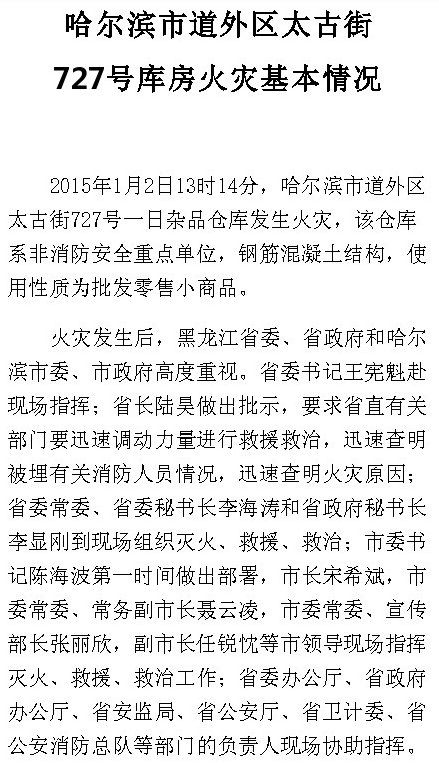 哈尔滨市道外区太古街
727号库房火灾基本情况
2015年1月2日13时14分，哈尔滨市道外区
太古街727号一日杂品仓库发生火灾，该仓库
系非消防安全重点单位，钢筋混凝土结构，使
用性质为批发零售小商品。
火灾发生后，黑龙江省委、省政府和哈尔
滨市委、市政府高度重视。省委书记王宪魁赴
现场指挥；省长陆昊做出批示，要求省直有关
部门要迅速调动力量进行救援救治，迅速查明
被埋有关消防人员情况，迅速查明火灾原因；
省委常委、省委秘书长李海涛和省政府秘书长
李显刚到现场组织灭火、救援、救治；市委书
记陈海波第一时间做出部署，市长宋希斌，市
委常委、常务副市长聂云凌，市委常委、宣传
部长张丽欣，副市长任锐忱等市领导现场指挥
灭火、救援、救治工作；省委办公厅、省政府
办公厅、省安监局、省公安厅、省卫计委、省
公安消防总队等部门的负责人现场协助指挥。